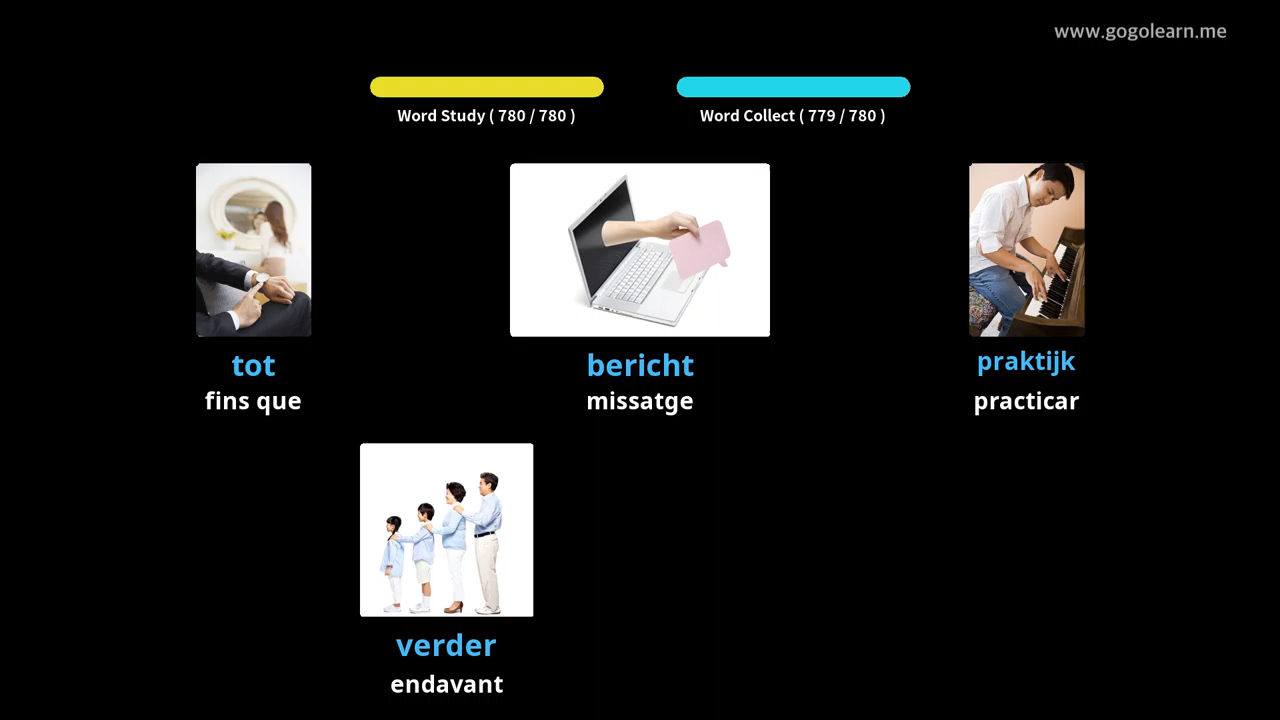 www.gogolearn.me
Word Study ( 780 / 780 )
Word Collect ( 779 / 780 )
tot
fins que
bericht
missatge
praktijk
practicar
verder
endavant